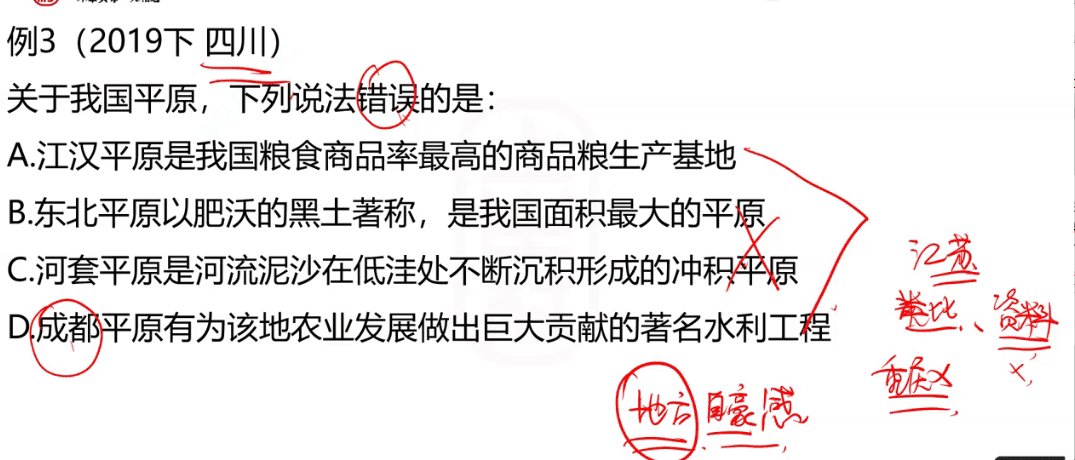 例3（2019下 四川）
关于我国平原，下列说法错误的是：
A.江汉平原是我国粮食商品率最高的商品粮生产基地
B.东北平原以肥沃的黑土著称，是我国面积最大的平原
C.河套平原是河流泥沙在低洼处不断沉积形成的冲积平原
D.成都平原有为该地农业发展做出巨大贡献的著名水利工程
江苏
类比、资料
×
重庆×
地方自豪感